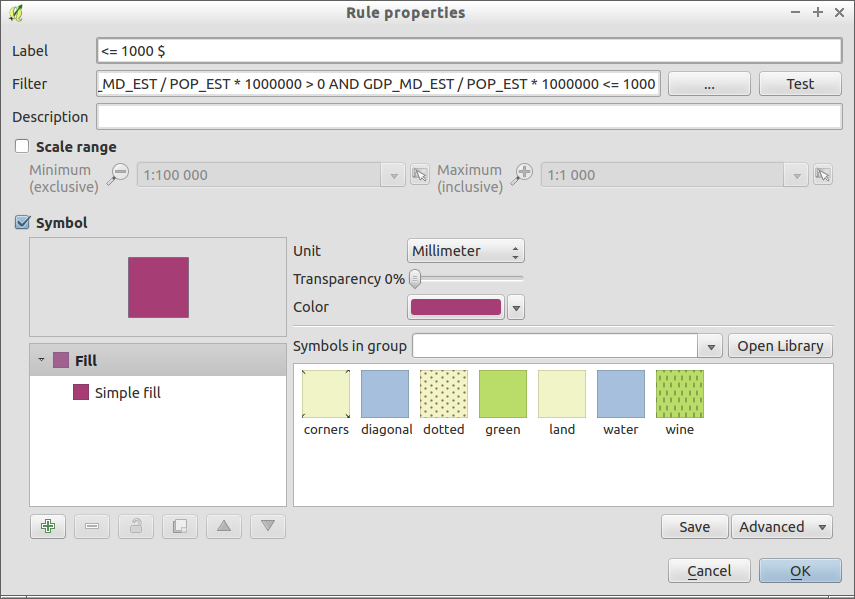 Rule properties
Label <= 1000 $
Filter _MD_EST / POP_EST * 1000000 > 0 AND GDP_MD_EST / POP_EST * 1000000 <= 1000 ... Test
Description
Scale range
Minimum (exclusive) 1:100 000 Maximum (inclusive) 1:1 000
Symbol
Unit Millimeter
Transparency 0%
Color
Symbols in group Open Library
Fill
Simple fill
corners diagonal dotted green land water wine
Save Advanced
Cancel OK